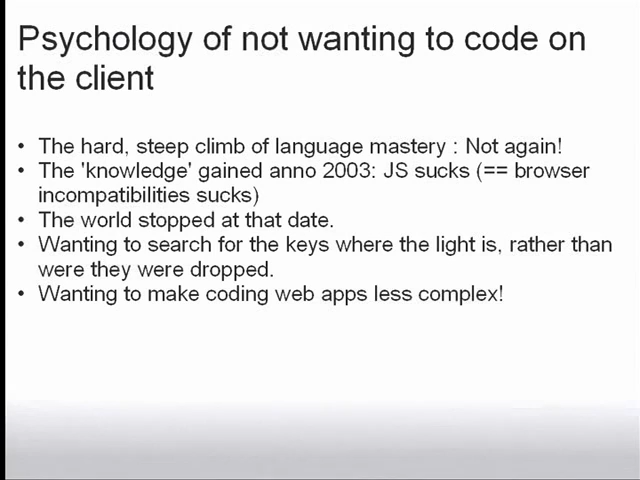 Psychology of not wanting to code on
the client
• The hard, steep climb of language mastery : Not again!
• The 'knowledge' gained anno 2003: JS sucks (== browser
incompatibilities sucks)
• The world stopped at that date.
• Wanting to search for the keys where the light is, rather than
were they were dropped.
• Wanting to make coding web apps less complex!